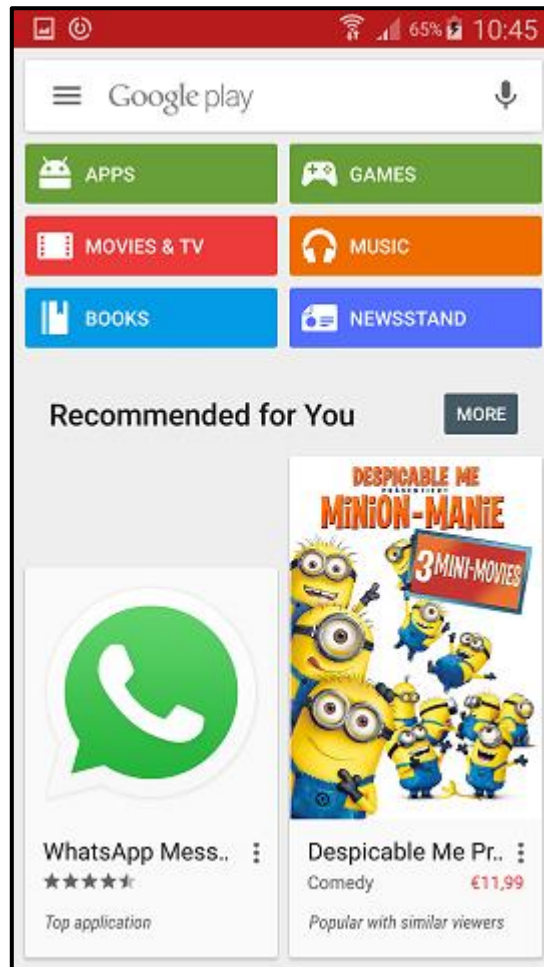 65% 10:45
Google play
APPS
GAMES
MOVIES & TV
MUSIC
BOOKS
NEWSSTAND
Recommended for You
MORE
DESPICABLE ME
PRÄSENTIERT
MINION-MANIE
3 MINI-MOVIES
WhatsApp Mess..
Top application
Despicable Me Pr..
Comedy €11,99
Popular with similar viewers